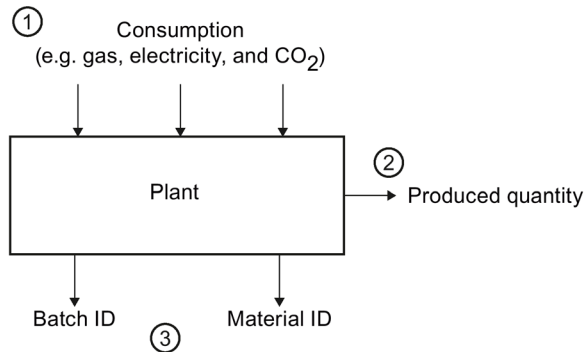 1
Consumption
(e.g. gas, electricity, and CO2)
2
Plant
Produced quantity
Batch ID
Material ID
3